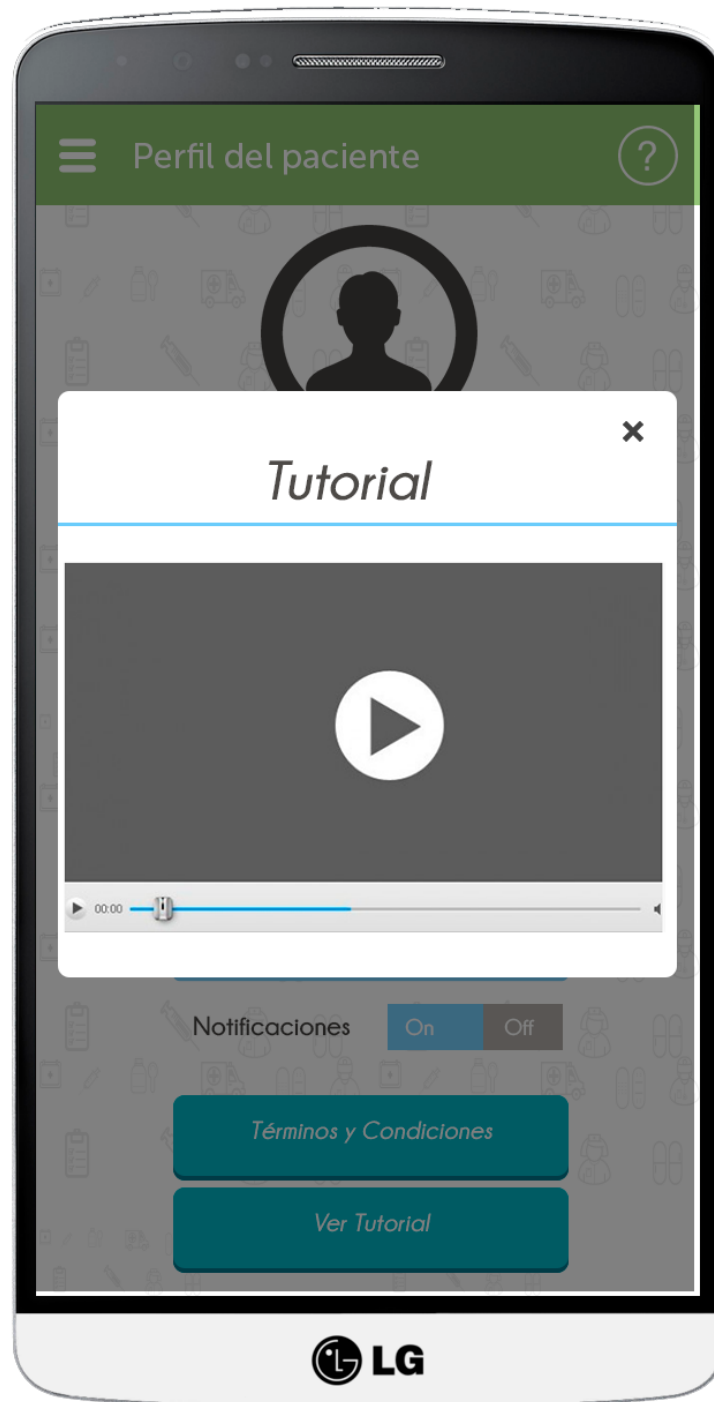 Perfil del paciente
?
Tutorial
00:00
Notificaciones On Off
Términos y Condiciones
Ver Tutorial
LG